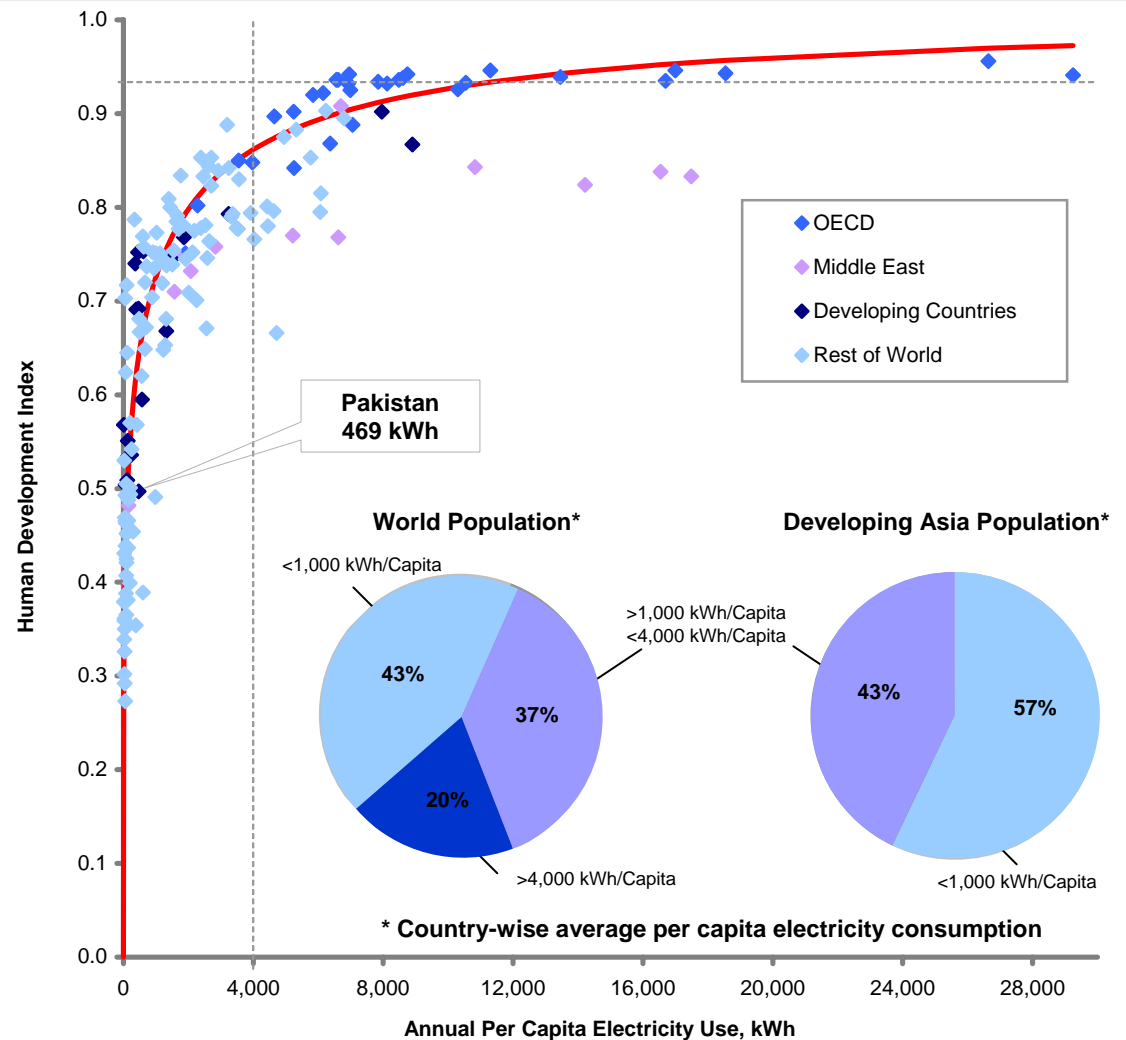 1.0
0.9
0.8
0.7
0.6
0.5
0.4
0.3
0.2
0.1
0.0
Human Development Index
0 4,000 8,000 12,000 16,000 20,000 24,000 28,000
Annual Per Capita Electricity Use, kWh
OECD
Middle East
Developing Countries
Rest of World
Pakistan
469 kWh
World Population*
<1,000 kWh/Capita
43%
37%
20%
>4,000 kWh/Capita
>1,000 kWh/Capita
<4,000 kWh/Capita
Developing Asia Population*
43%
57%
<1,000 kWh/Capita
* Country-wise average per capita electricity consumption